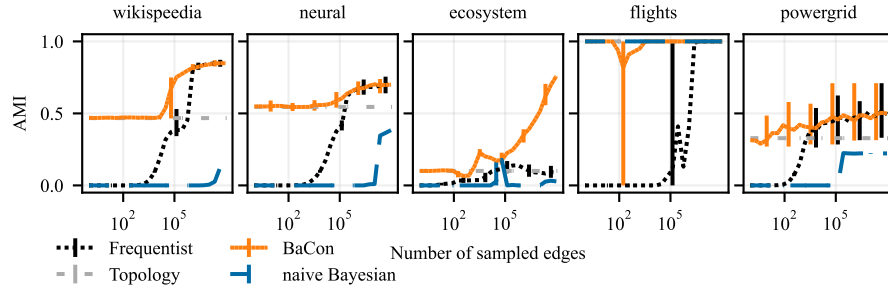 wikispeedia neural ecosystem flights powergrid
1.0
0.5
0.0
AMI
10² 10⁵ 10² 10⁵ 10² 10⁵ 10² 10⁵ 10² 10⁵
Number of sampled edges
Frequentist BaCon
Topology naive Bayesian